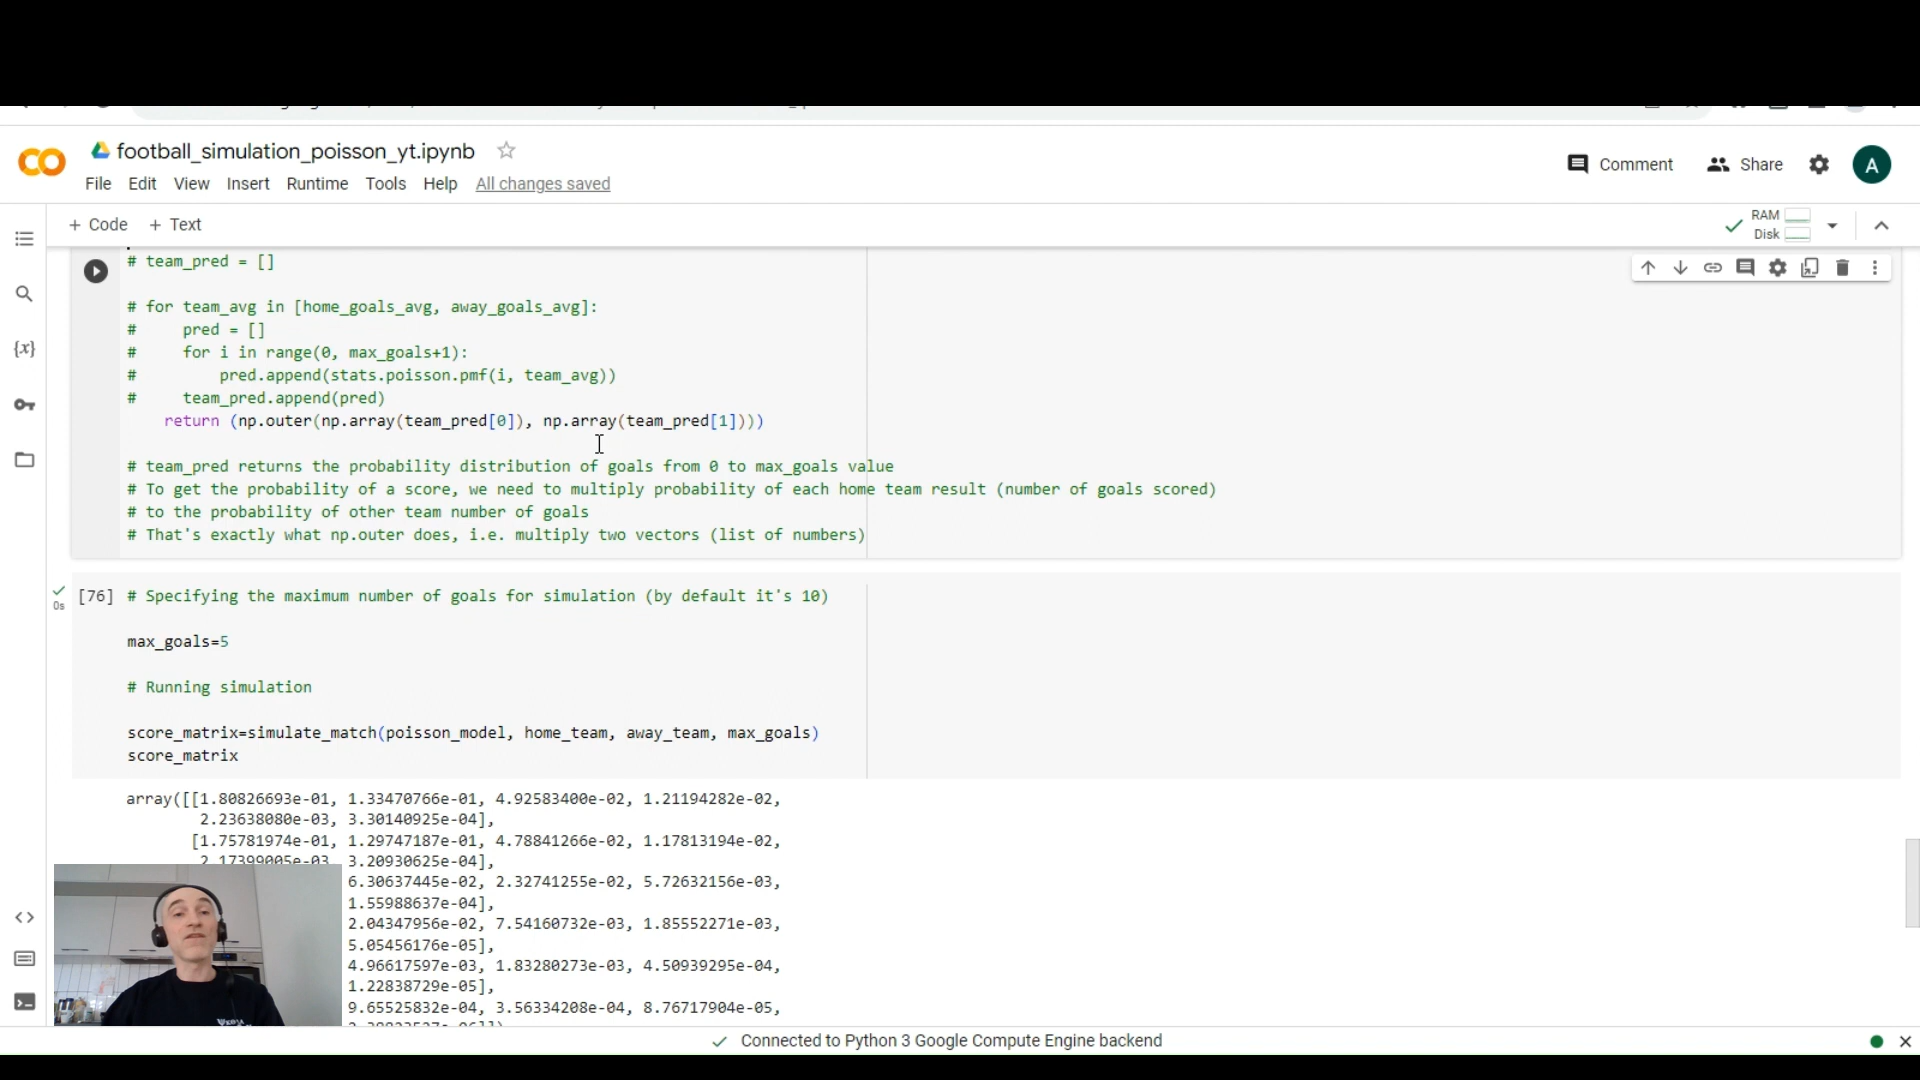 football_simulation_poisson_yt.ipynb
File Edit View Insert Runtime Tools Help All changes saved
Comment Share A
+ Code + Text
RAM
Disk
# team_pred = []
# for team_avg in [home_goals_avg, away_goals_avg]:
#     pred = []
#     for i in range(0, max_goals+1):
#         pred.append(stats.poisson.pmf(i, team_avg))
#     team_pred.append(pred)
    return (np.outer(np.array(team_pred[0]), np.array(team_pred[1])))
# team_pred returns the probability distribution of goals from 0 to max_goals value
# To get the probability of a score, we need to multiply probability of each home team result (number of goals scored)
# to the probability of other team number of goals
# That's exactly what np.outer does, i.e. multiply two vectors (list of numbers)
0s [76] # Specifying the maximum number of goals for simulation (by default it's 10)
max_goals=5
# Running simulation
score_matrix=simulate_match(poisson_model, home_team, away_team, max_goals)
score_matrix
array([[1.80826693e-01, 1.33470766e-01, 4.92583400e-02, 1.21194282e-02,
2.23638080e-03, 3.30140925e-04],
[1.75781974e-01, 1.29747187e-01, 4.78841266e-02, 1.17813194e-02,
2.17399005e-03, 3.20930625e-04],
6.30637445e-02, 2.32741255e-02, 5.72632156e-03,
1.55988637e-04],
2.04347956e-02, 7.54160732e-03, 1.85552271e-03,
5.05456176e-05],
4.96617597e-03, 1.83280273e-03, 4.50939295e-04,
1.22838729e-05],
9.65525832e-04, 3.56334208e-04, 8.76717904e-05,
Connected to Python 3 Google Compute Engine backend